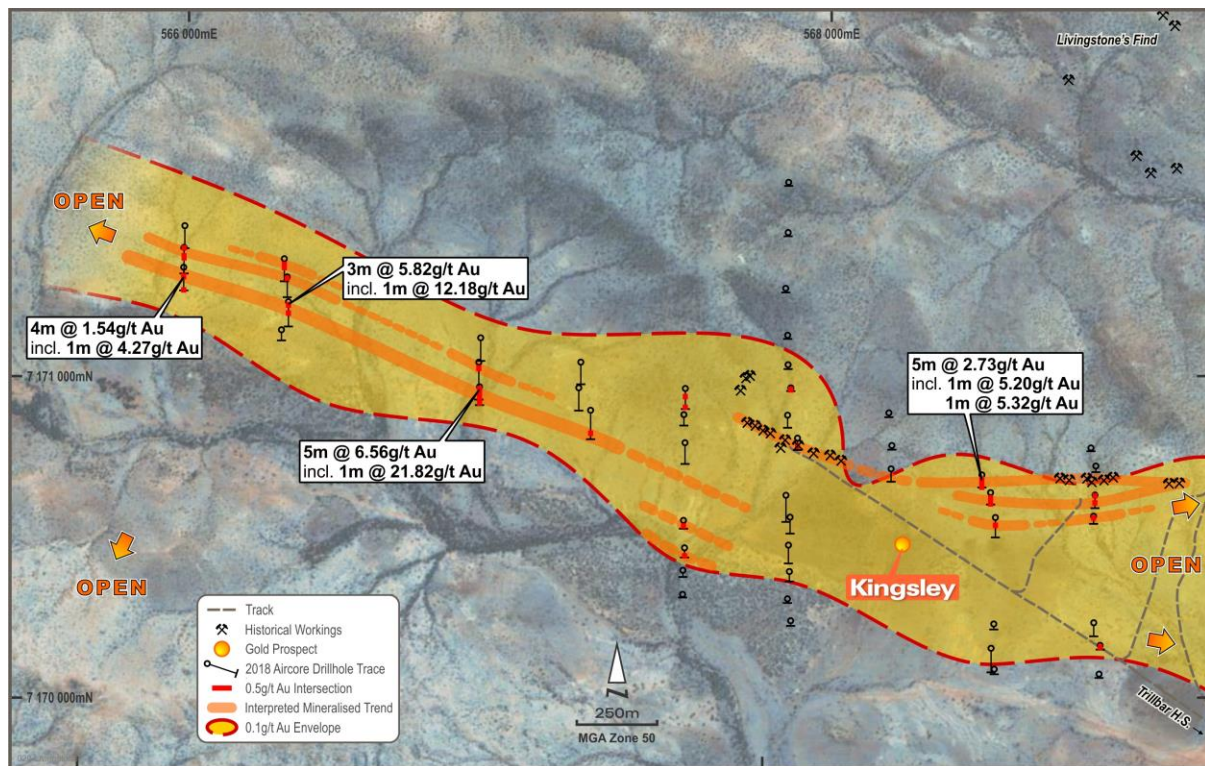 566 000mE
568 000mE
Livingstone's Find
OPEN
3m @ 5.82g/t Au
incl. 1m @ 12.18g/t Au
4m @ 1.54g/t Au
incl. 1m @ 4.27g/t Au
7 171 000mN
5m @ 2.73g/t Au
incl. 1m @ 5.20g/t Au
1m @ 5.32g/t Au
5m @ 6.56g/t Au
incl. 1m @ 21.82g/t Au
OPEN
OPEN
Kingsley
Track
Historical Workings
Gold Prospect
2018 Aircore Drillhole Trace
0.5g/t Au Intersection
Interpreted Mineralised Trend
0.1g/t Au Envelope
7 170 000mN
N
250m
MGA Zone 50
Trillbar H.S.